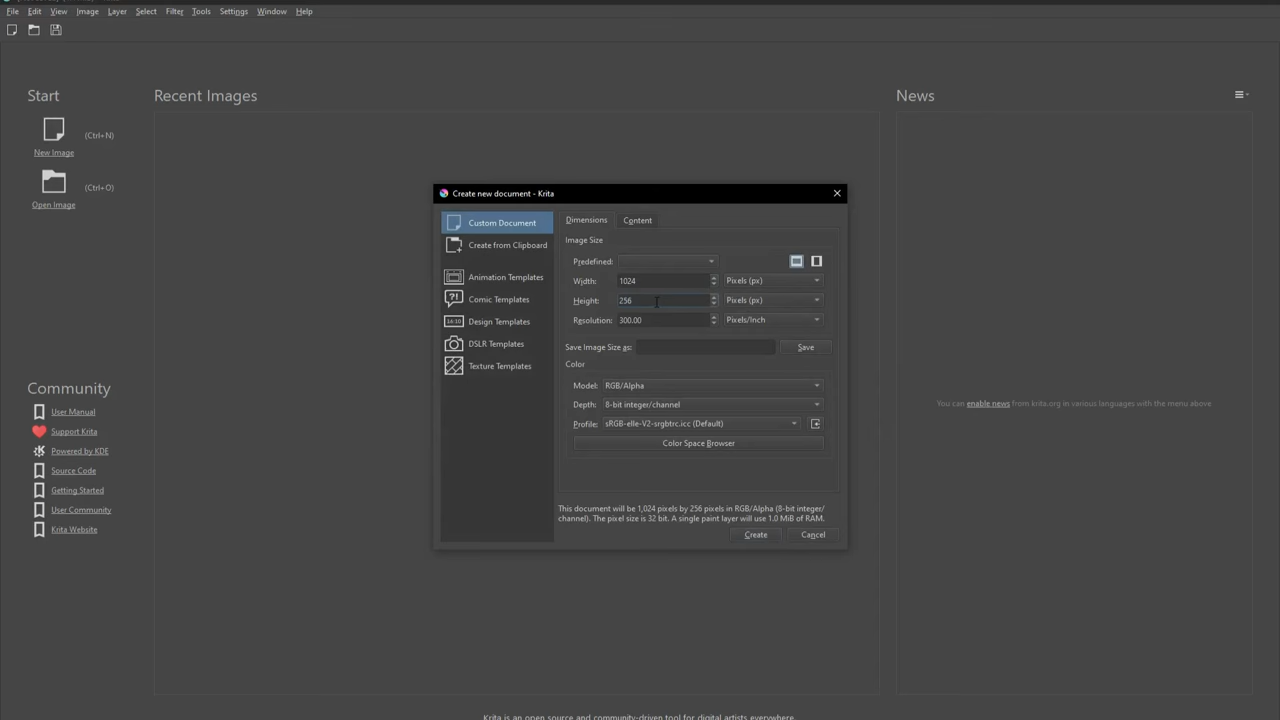 File Edit View Image Layer Select Filter Tools Settings Window Help
Start
(Ctrl+N)
New Image
(Ctrl+O)
Open Image
Recent Images
News
Create new document - Krita
Custom Document
Create from Clipboard
Animation Templates
Comic Templates
Design Templates
DSLR Templates
Texture Templates
Dimensions Content
Image Size
Predefined:
Width: 1024 Pixels (px)
Height: 256 Pixels (px)
Resolution: 300.00 Pixels/Inch
Save Image Size as: Save
Color
Model: RGB/Alpha
Depth: 8-bit integer/channel
Profile: sRGB-elle-V2-srgbtrc.icc (Default)
Color Space Browser
This document will be 1,024 pixels by 256 pixels in RGB/Alpha (8-bit integer/
channel). The pixel size is 32 bit. A single paint layer will use 1.0 MiB of RAM.
Create Cancel
Community
User Manual
Support Krita
Powered by KDE
Source Code
Getting Started
User Community
Krita Website
You can enable news from krita.org in various languages with the menu above
Krita is an open source and community-driven tool for digital artists everywhere.